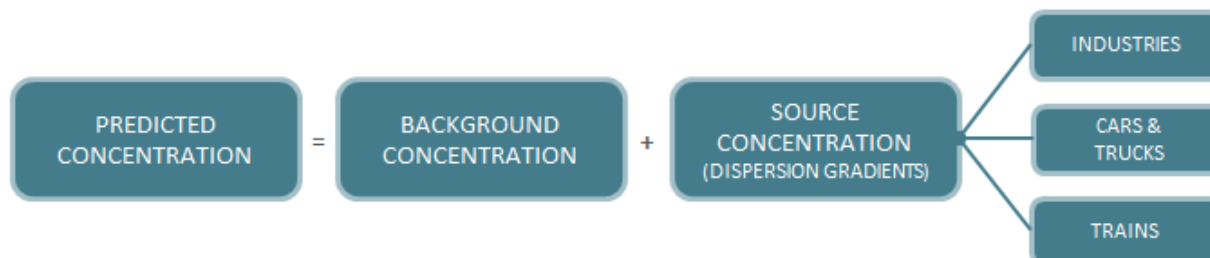 PREDICTED
CONCENTRATION
=
BACKGROUND
CONCENTRATION
+
SOURCE
CONCENTRATION
(DISPERSION GRADIENTS)
INDUSTRIES
CARS &
TRUCKS
TRAINS